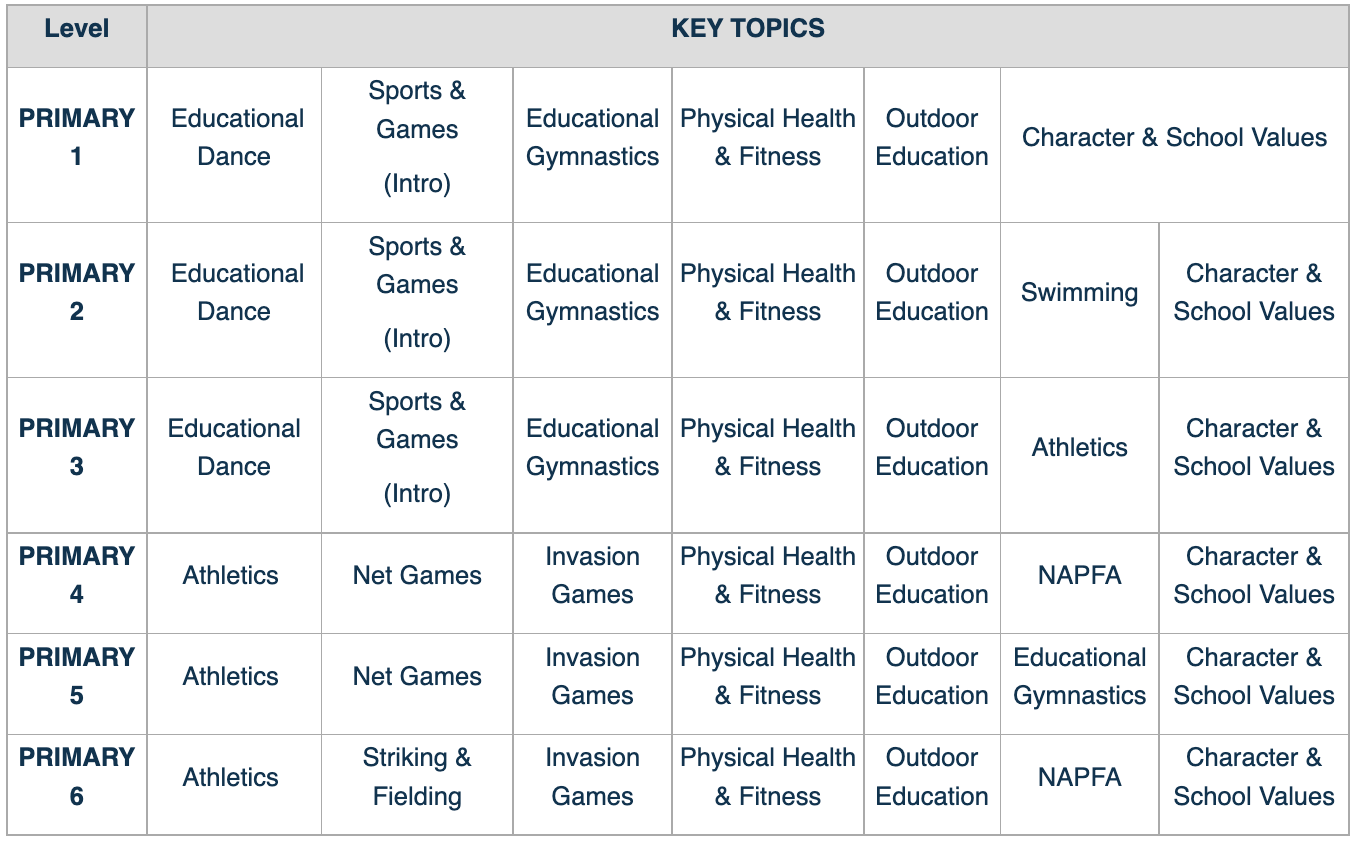 Level
KEY TOPICS
PRIMARY
1
Educational
Dance
Sports &
Games
(Intro)
Educational
Gymnastics
Physical Health
& Fitness
Outdoor
Education
Character & School Values
PRIMARY
2
Educational
Dance
Sports &
Games
(Intro)
Educational
Gymnastics
Physical Health
& Fitness
Outdoor
Education
Swimming
Character &
School Values
PRIMARY
3
Educational
Dance
Sports &
Games
(Intro)
Educational
Gymnastics
Physical Health
& Fitness
Outdoor
Education
Athletics
Character &
School Values
PRIMARY
4
Athletics
Net Games
Invasion
Games
Physical Health
& Fitness
Outdoor
Education
NAPFA
Character &
School Values
PRIMARY
5
Athletics
Net Games
Invasion
Games
Physical Health
& Fitness
Outdoor
Education
Educational
Gymnastics
Character &
School Values
PRIMARY
6
Athletics
Striking &
Fielding
Invasion
Games
Physical Health
& Fitness
Outdoor
Education
NAPFA
Character &
School Values